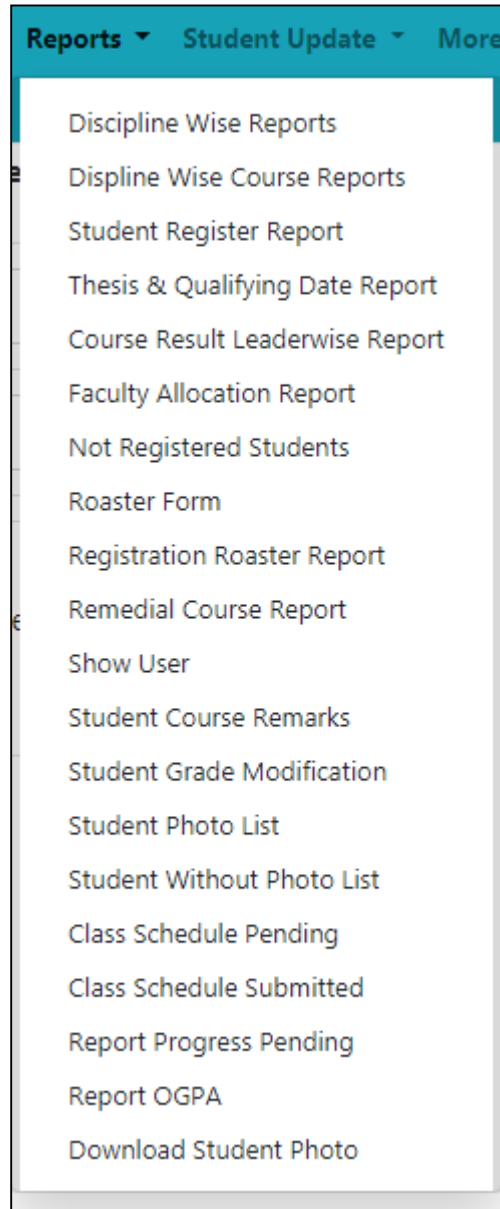 Reports Student Update More
Discipline Wise Reports
Displine Wise Course Reports
Student Register Report
Thesis & Qualifying Date Report
Course Result Leaderwise Report
Faculty Allocation Report
Not Registered Students
Roaster Form
Registration Roaster Report
Remedial Course Report
Show User
Student Course Remarks
Student Grade Modification
Student Photo List
Student Without Photo List
Class Schedule Pending
Class Schedule Submitted
Report Progress Pending
Report OGPA
Download Student Photo